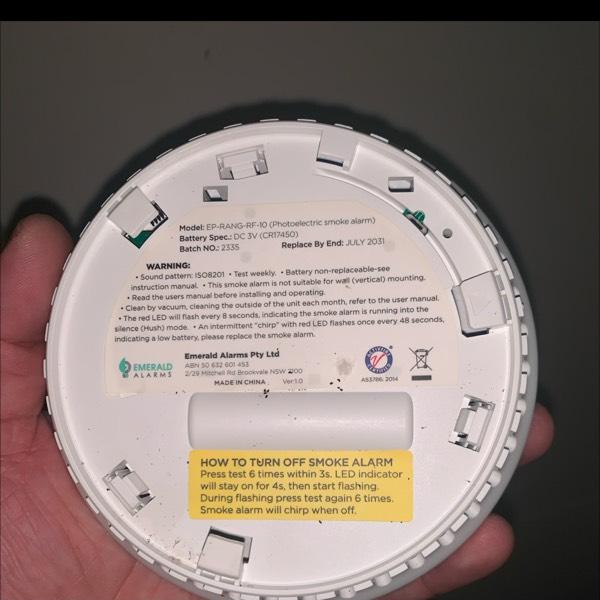 Model: EP-RANG-RF-10 (Photoelectric smoke alarm)
Battery Spec.: DC 3V (CR17450)
Batch NO.: 2335 Replace By End: JULY 2031
WARNING:
• Sound pattern: ISO8201 • Test weekly. • Battery non-replaceable-see
instruction manual. • This smoke alarm is not suitable for wall (vertical) mounting.
• Read the users manual before installing and operating.
• Clean by vacuum, cleaning the outside of the unit each month, refer to the user manual.
• The red LED will flash every 8 seconds, indicating the smoke alarm is running into the
silence (Hush) mode. • An intermittent "chirp" with red LED flashes once every 48 seconds,
indicating a low battery, please replace the smoke alarm.
EMERALD
ALARMS
Emerald Alarms Pty Ltd
ABN 50 632 601 453
2/29 Mitchell Rd Brookvale NSW 2100
MADE IN CHINA Ver:1.0
AS3786: 2014
HOW TO TURN OFF SMOKE ALARM
Press test 6 times within 3s. LED indicator
will stay on for 4s, then start flashing.
During flashing press test again 6 times.
Smoke alarm will chirp when off.